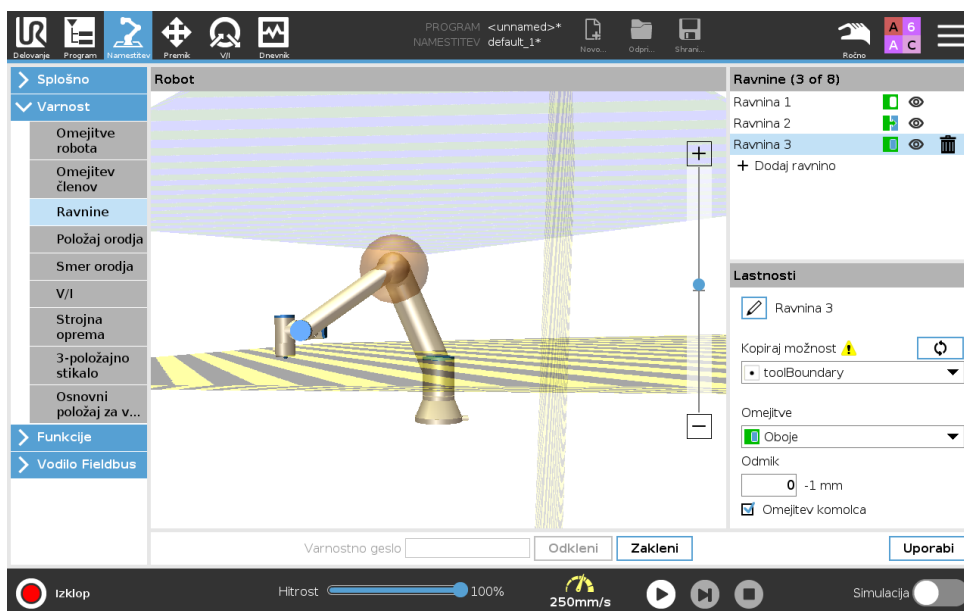 PROGRAM <unnamed>*
NAMESTITEV default_1*
Delovanje
Program
Namestitev
Premik
V/I
Dnevnik
Novo...
Odpri...
Shrani...
Ročno
A 6
A C
Splošno
Varnost
Omejitve
robota
Omejitev
členov
Ravnine
Položaj orodja
Smer orodja
V/I
Strojna
oprema
3-položajno
stikalo
Osnovni
položaj za v...
Funkcije
Vodilo Fieldbus
Robot
Ravnine (3 of 8)
Ravnina 1
Ravnina 2
Ravnina 3
+ Dodaj ravnino
Lastnosti
Ravnina 3
Kopiraj možnost
toolBoundary
Omejitve
Oboje
Odmik
0 -1 mm
Omejitev komolca
Varnostno geslo
Odkleni
Zakleni
Uporabi
Izklop
Hitrost
100%
250mm/s
Simulacija